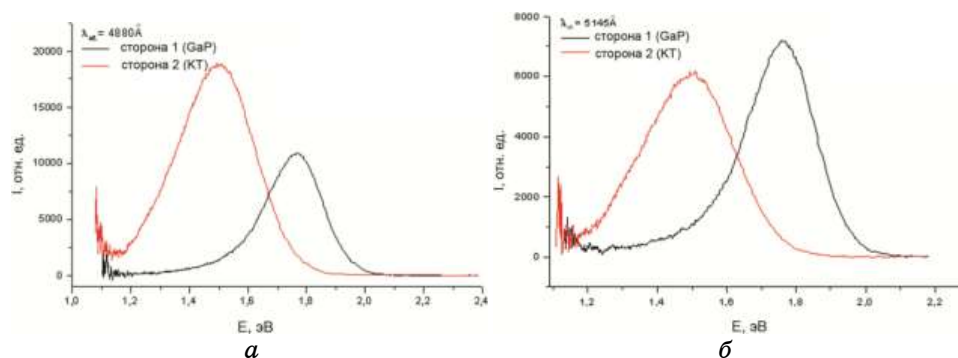 λвб = 4880Å
сторона 1 (GaP)
сторона 2 (КТ)
20000
15000
10000
5000
0
I, отн. ед.
1,0 1,2 1,4 1,6 1,8 2,0 2,2 2,4
E, эВ
а
= 5145Å
сторона 1 (GaP)
сторона 2 (КТ)
8000
6000
4000
2000
0
I, отн. ед.
1,2 1,4 1,6 1,8 2,0 2,2
E, эВ
б